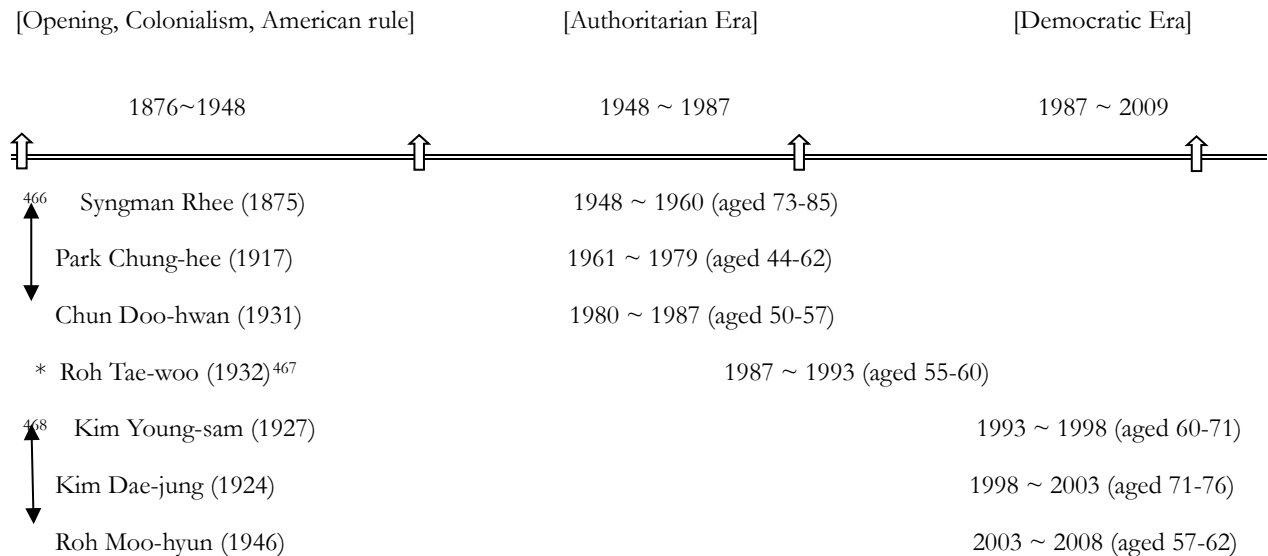 [Opening, Colonialism, American rule] [Authoritarian Era] [Democratic Era]
1876~1948 1948 ~ 1987 1987 ~ 2009
466 Syngman Rhee (1875) 1948 ~ 1960 (aged 73-85)
Park Chung-hee (1917) 1961 ~ 1979 (aged 44-62)
Chun Doo-hwan (1931) 1980 ~ 1987 (aged 50-57)
* Roh Tae-woo (1932)467 1987 ~ 1993 (aged 55-60)
468 Kim Young-sam (1927) 1993 ~ 1998 (aged 60-71)
Kim Dae-jung (1924) 1998 ~ 2003 (aged 71-76)
Roh Moo-hyun (1946) 2003 ~ 2008 (aged 57-62)